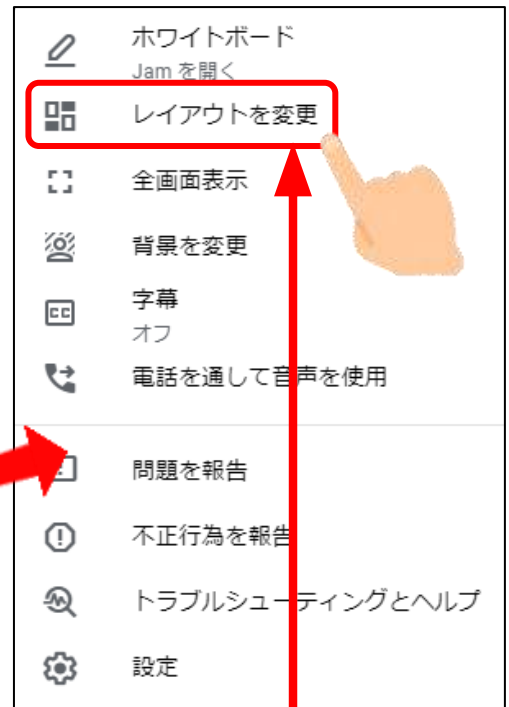 ホワイトボード
Jam を開く
レイアウトを変更
全画面表示
背景を変更
字幕
オフ
電話を通して音声を使用
問題を報告
不正行為を報告
トラブルシューティングとヘルプ
設定